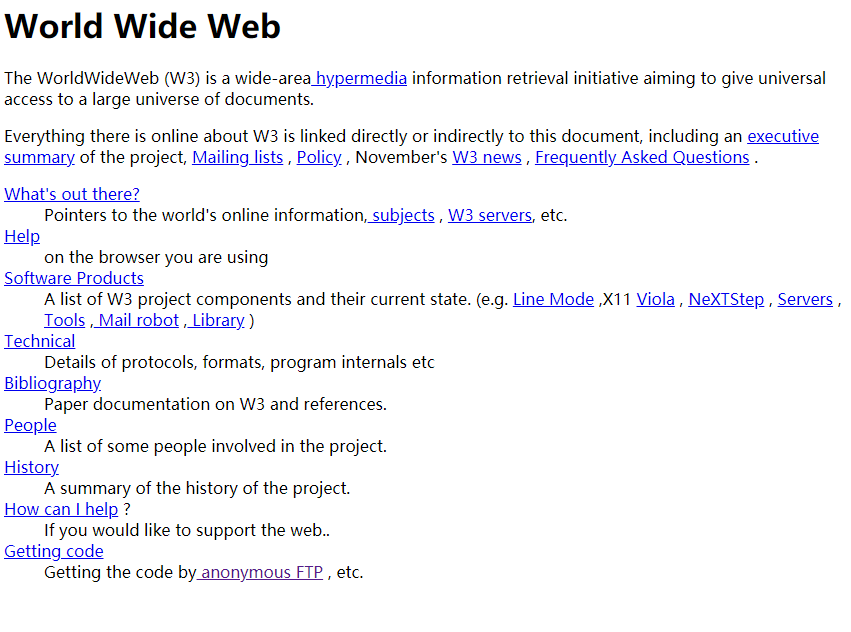 World Wide Web
The WorldWideWeb (W3) is a wide-area hypermedia information retrieval initiative aiming to give universal
access to a large universe of documents.
Everything there is online about W3 is linked directly or indirectly to this document, including an executive
summary of the project, Mailing lists , Policy , November's W3 news , Frequently Asked Questions .
What's out there?
Pointers to the world's online information, subjects , W3 servers, etc.
Help
on the browser you are using
Software Products
A list of W3 project components and their current state. (e.g. Line Mode ,X11 Viola , NeXTStep , Servers ,
Tools , Mail robot , Library )
Technical
Details of protocols, formats, program internals etc
Bibliography
Paper documentation on W3 and references.
People
A list of some people involved in the project.
History
A summary of the history of the project.
How can I help ?
If you would like to support the web..
Getting code
Getting the code by anonymous FTP , etc.